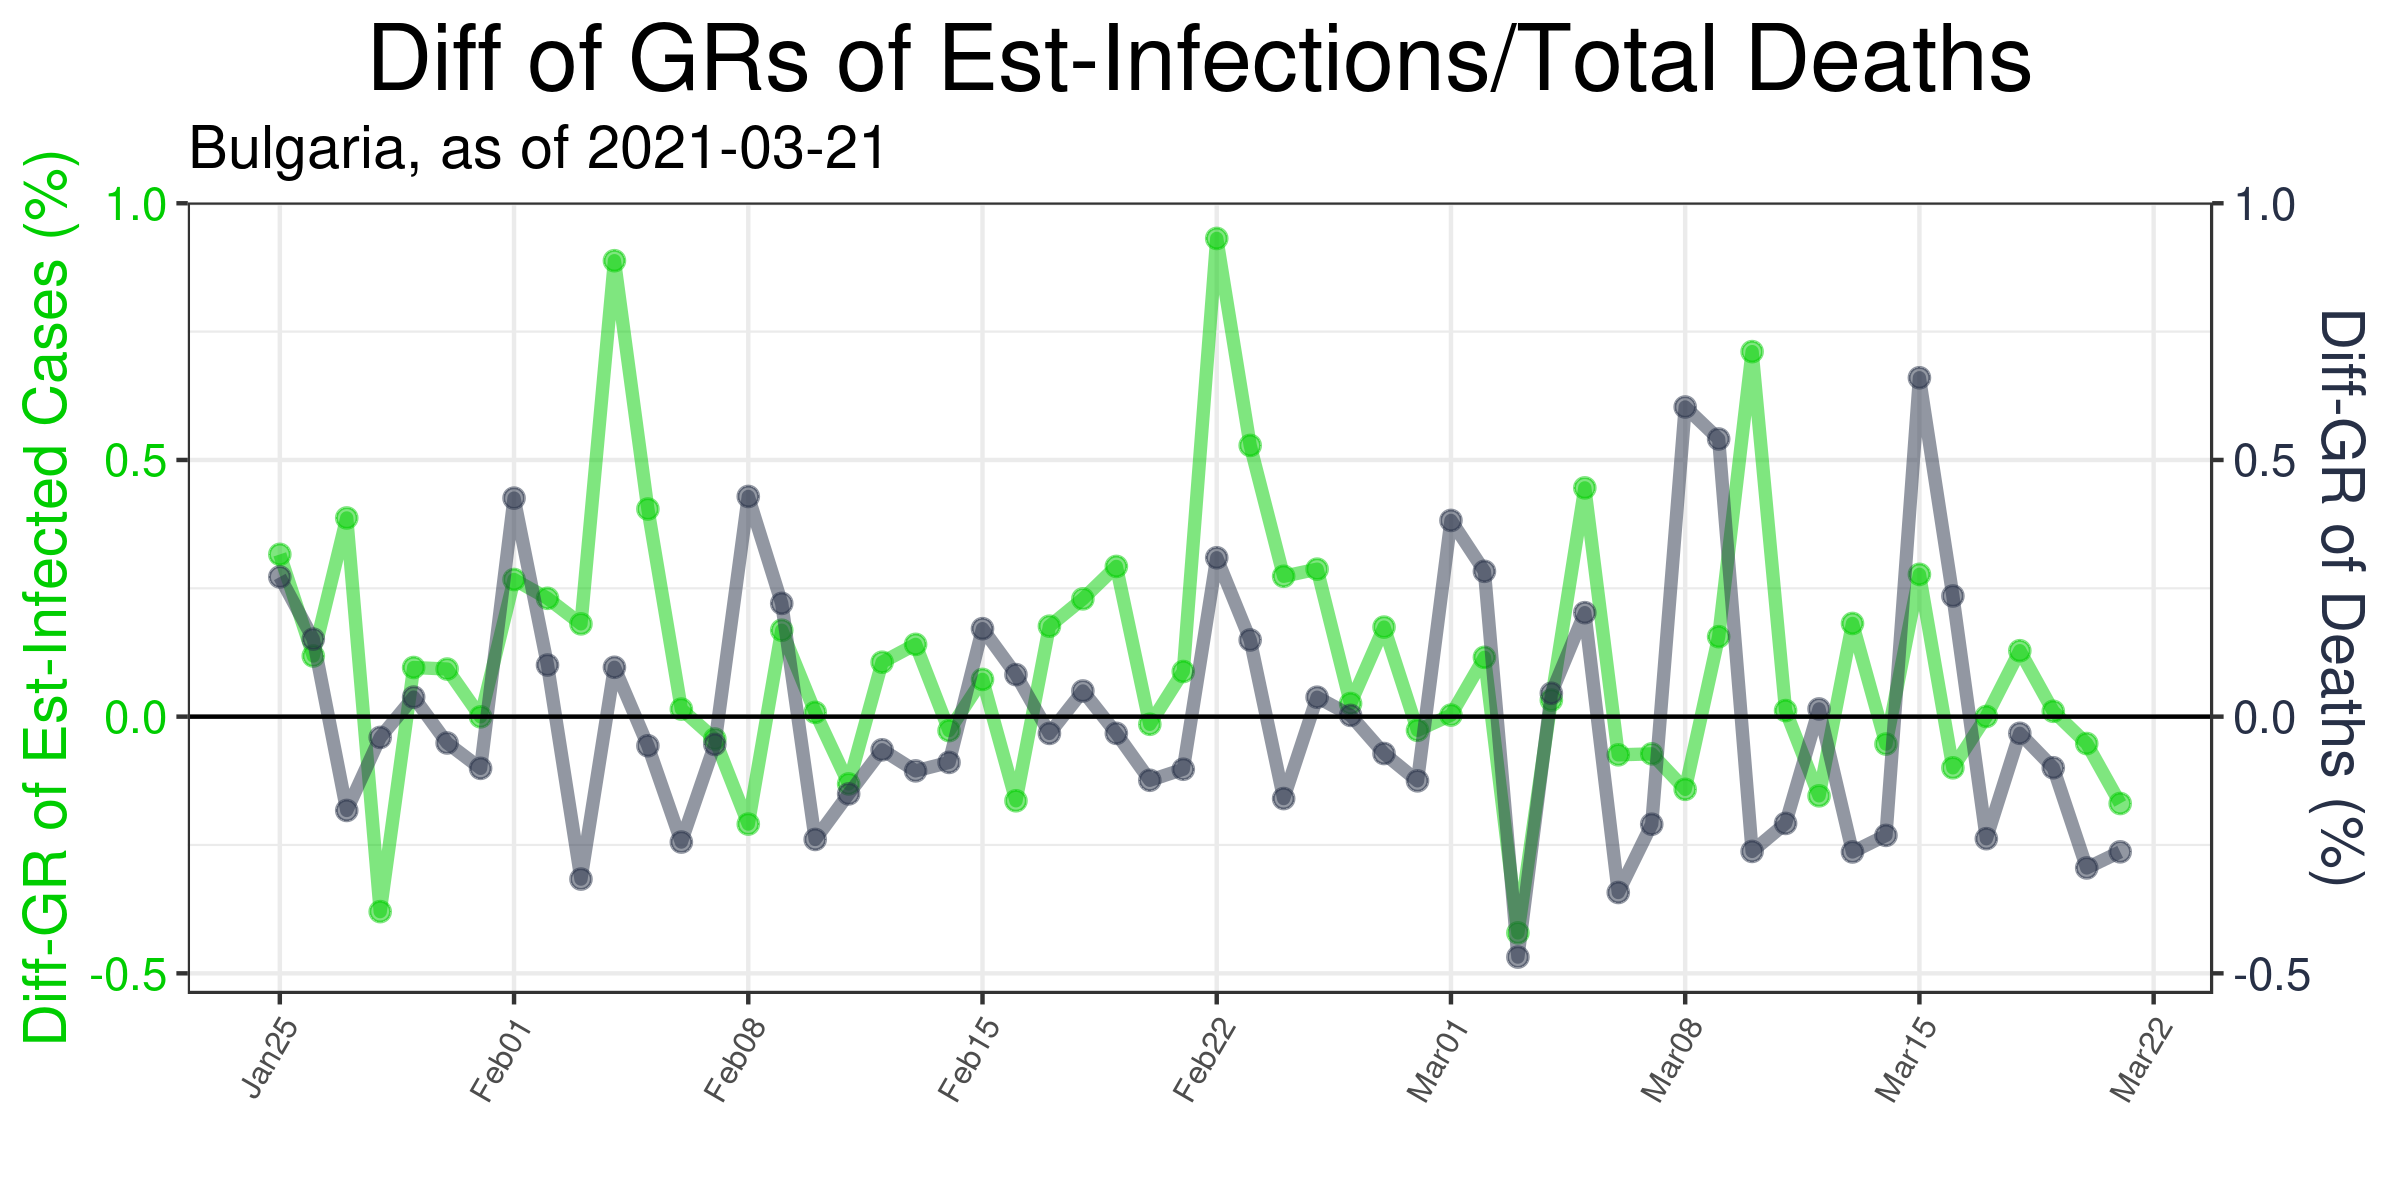 Diff of GRs of Est-Infections/Total Deaths
Bulgaria, as of 2021-03-21
Diff-GR of Est-Infected Cases (%)
1.0
0.5
0.0
-0.5
1.0
0.5
0.0
-0.5
Diff-GR of Deaths (%)
Jan25
Feb01
Feb08
Feb15
Feb22
Mar01
Mar08
Mar15
Mar22